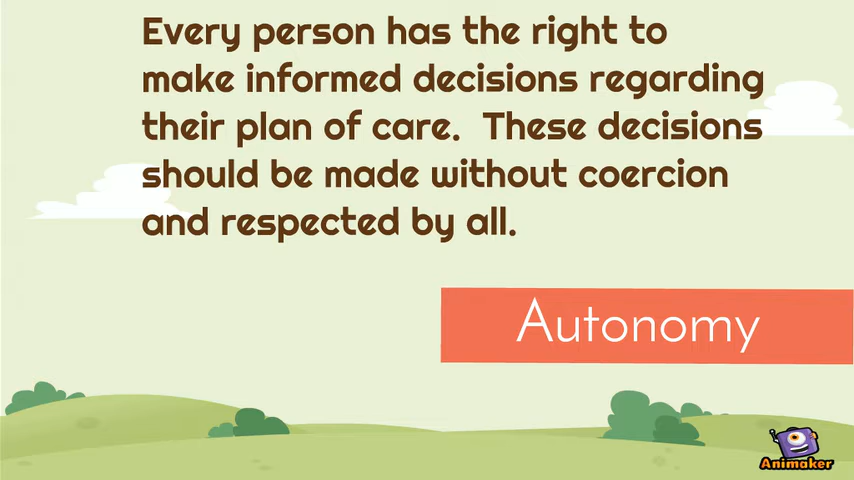 Every person has the right to
make informed decisions regarding
their plan of care.  These decisions
should be made without coercion
and respected by all.
Autonomy
Animaker